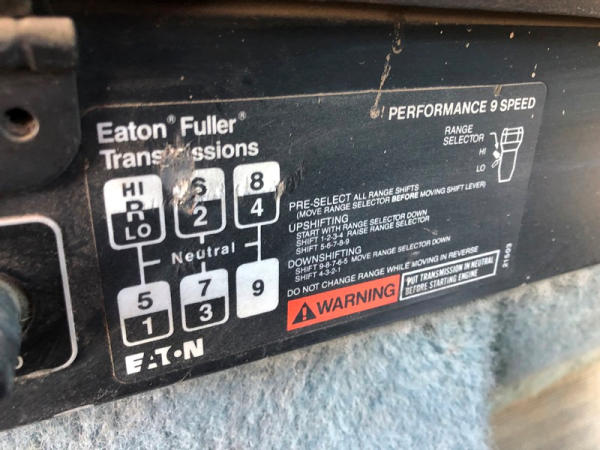 PERFORMANCE 9 SPEED
Eaton® Fuller®
Transmissions
RANGE
SELECTOR
HI
LO
HI 6 8
R 2 4
LO
Neutral
5 7 9
1 3
PRE-SELECT ALL RANGE SHIFTS
(MOVE RANGE SELECTOR BEFORE MOVING SHIFT LEVER)
UPSHIFTING
START WITH RANGE SELECTOR DOWN
SHIFT 1-2-3-4 RAISE RANGE SELECTOR
SHIFT 5-6-7-8-9
DOWNSHIFTING
SHIFT 9-8-7-6-5 MOVE RANGE SELECTOR DOWN
SHIFT 4-3-2-1
DO NOT CHANGE RANGE WHILE MOVING IN REVERSE
WARNING
PUT TRANSMISSION IN NEUTRAL
BEFORE STARTING ENGINE
21503
EATON